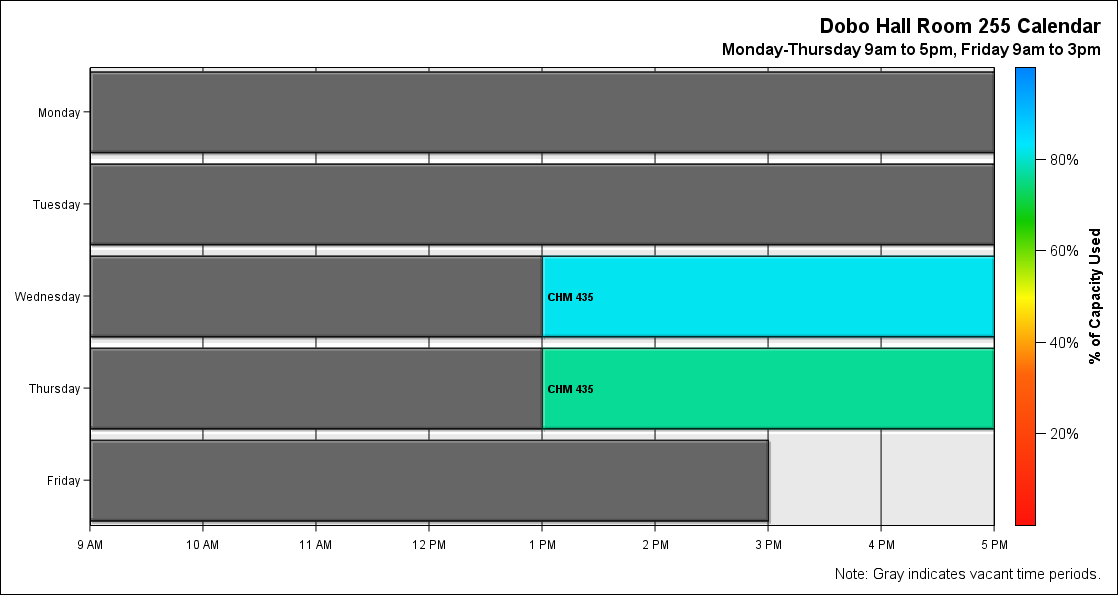 Dobo Hall Room 255 Calendar
Monday-Thursday 9am to 5pm, Friday 9am to 3pm
Monday
Tuesday
Wednesday
CHM 435
Thursday
CHM 435
Friday
9 AM 10 AM 11 AM 12 PM 1 PM 2 PM 3 PM 4 PM 5 PM
80%
60%
40%
20%
% of Capacity Used
Note: Gray indicates vacant time periods.